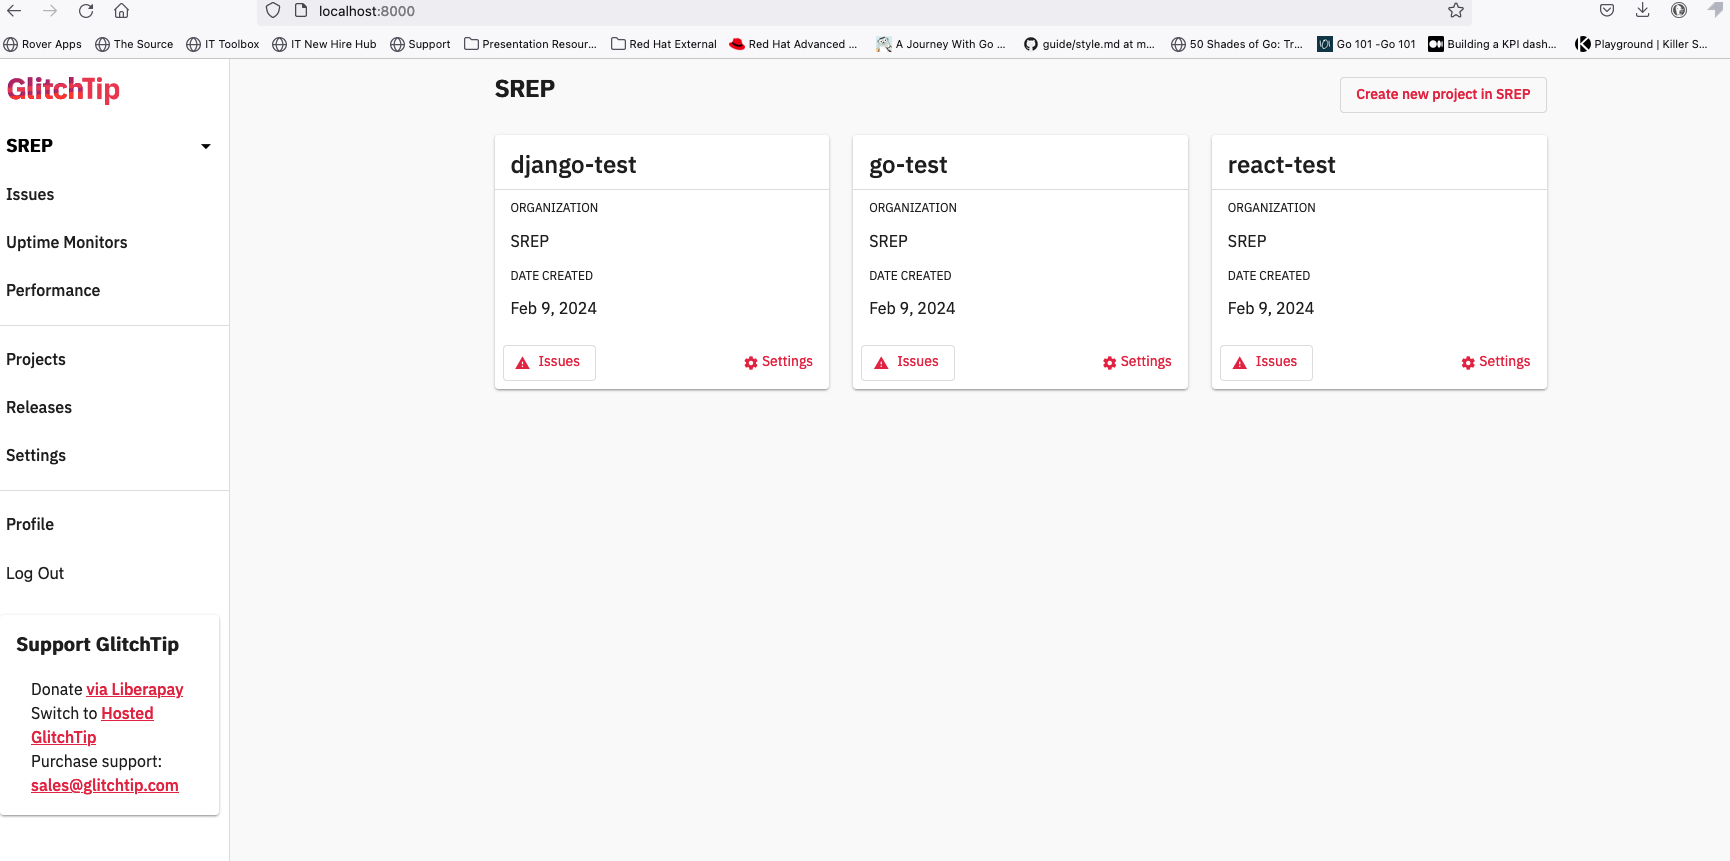 localhost:8000
Rover Apps
The Source
IT Toolbox
IT New Hire Hub
Support
Presentation Resour...
Red Hat External
Red Hat Advanced ...
A Journey With Go ...
guide/style.md at m...
50 Shades of Go: Tr...
Go 101 -Go 101
Building a KPI dash...
Playground | Killer S...
GlitchTip
SREP
Issues
Uptime Monitors
Performance
Projects
Releases
Settings
Profile
Log Out
Support GlitchTip
Donate via Liberapay
Switch to Hosted
GlitchTip
Purchase support:
sales@glitchtip.com
SREP
Create new project in SREP
django-test
ORGANIZATION
SREP
DATE CREATED
Feb 9, 2024
Issues
Settings
go-test
ORGANIZATION
SREP
DATE CREATED
Feb 9, 2024
Issues
Settings
react-test
ORGANIZATION
SREP
DATE CREATED
Feb 9, 2024
Issues
Settings